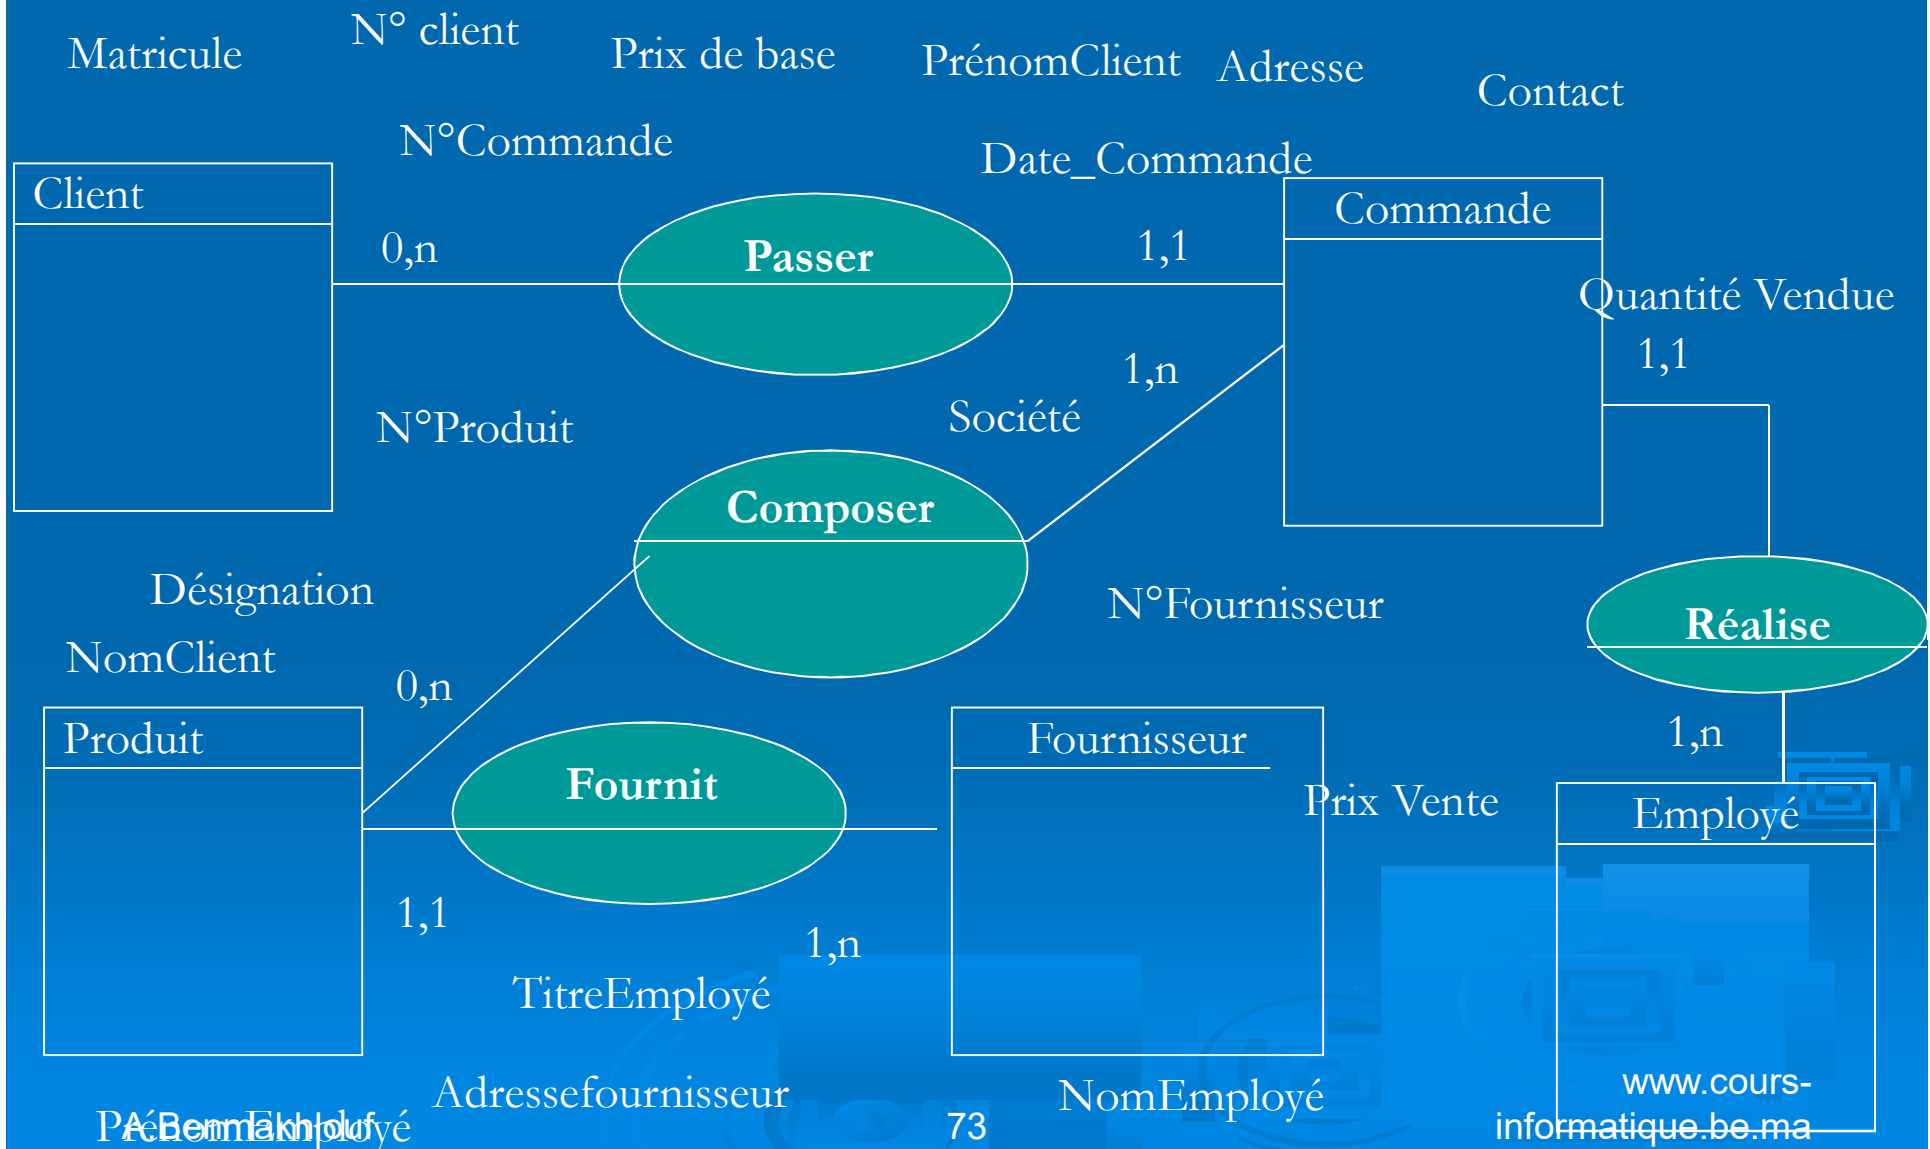 N° client
Matricule
Prix de base
PrénomClient
Adresse
Contact
N°Commande
Date_Commande
Client
Commande
0,n
Passer
1,1
Quantité Vendue
1,n
1,1
N°Produit
Société
Composer
Désignation
N°Fournisseur
Réalise
NomClient
0,n
Produit
Fournisseur
1,n
Fournit
Prix Vente
Employé
1,1
1,n
TitreEmployé
Adressefournisseur
NomEmployé
PrénomEmployé
A.Benmakhlouf
73
www.cours-
informatique.be.ma